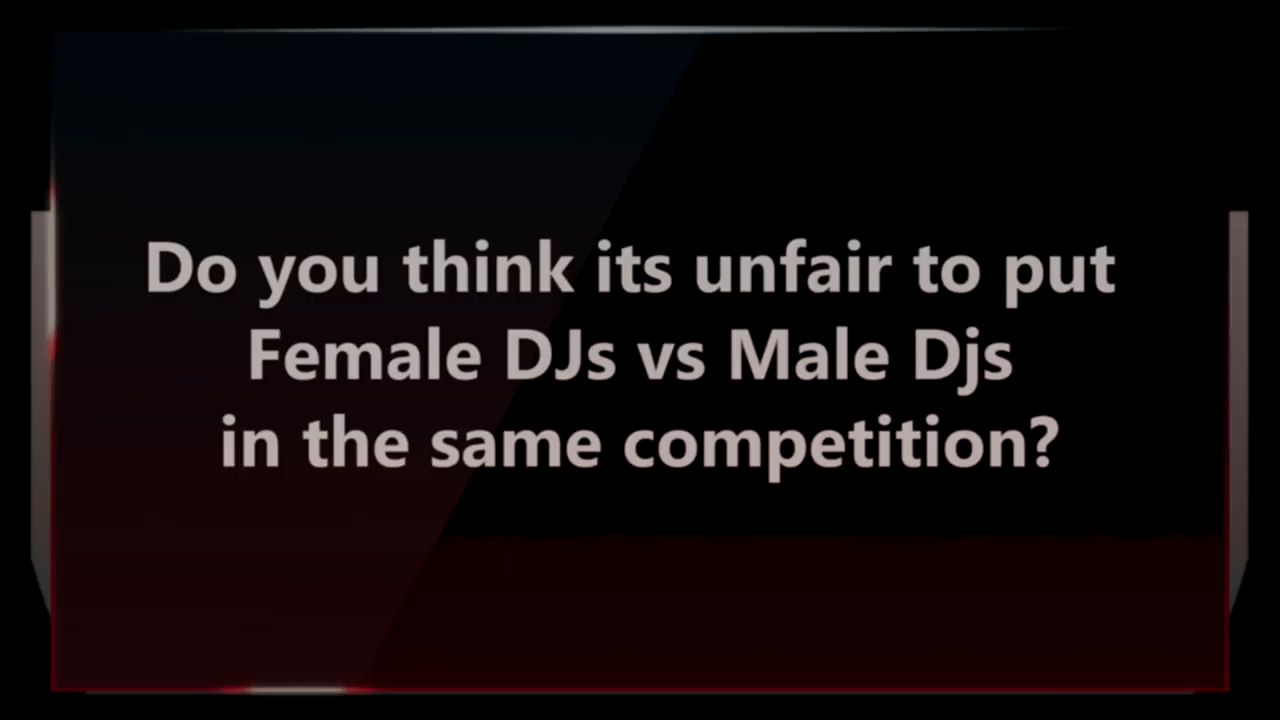 Do you think its unfair to put
Female DJs vs Male Djs
in the same competition?